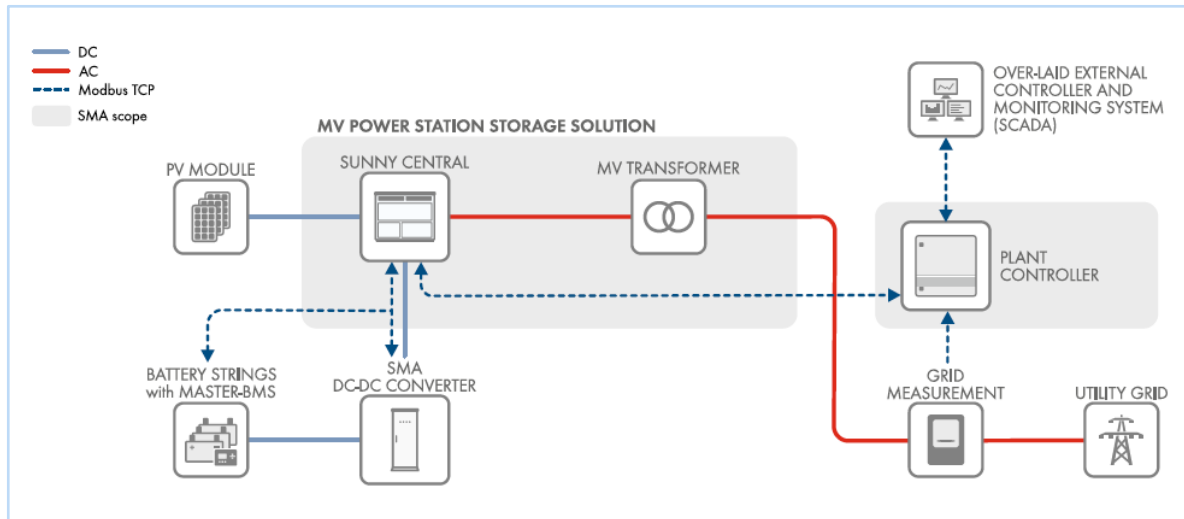 DC
AC
Modbus TCP
SMA scope
MV POWER STATION STORAGE SOLUTION
PV MODULE
SUNNY CENTRAL
MV TRANSFORMER
OVER-LAID EXTERNAL
CONTROLLER AND
MONITORING SYSTEM
(SCADA)
PLANT
CONTROLLER
BATTERY STRINGS
with MASTER-BMS
SMA
DC-DC CONVERTER
GRID
MEASUREMENT
UTILITY GRID